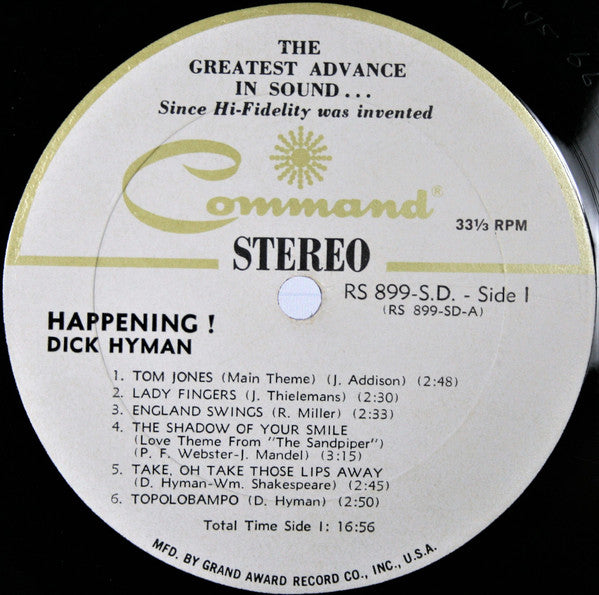 THE
GREATEST ADVANCE
IN SOUND...
Since Hi-Fidelity was invented
Command®
33⅓ RPM
STEREO
RS 899-S.D. - Side 1
(RS 899-SD-A)
HAPPENING !
DICK HYMAN
1. TOM JONES (Main Theme) (J. Addison) (2:48)
2. LADY FINGERS (J. Thielemans) (2:30)
3. ENGLAND SWINGS (R. Miller) (2:33)
4. THE SHADOW OF YOUR SMILE
(Love Theme From "The Sandpiper")
(P. F. Webster-J. Mandel) (3:15)
5. TAKE, OH TAKE THOSE LIPS AWAY
(D. Hyman-Wm. Shakespeare) (2:45)
6. TOPOLOBAMPO (D. Hyman) (2:50)
Total Time Side 1: 16:56
MFD. BY GRAND AWARD RECORD CO., INC., U.S.A.